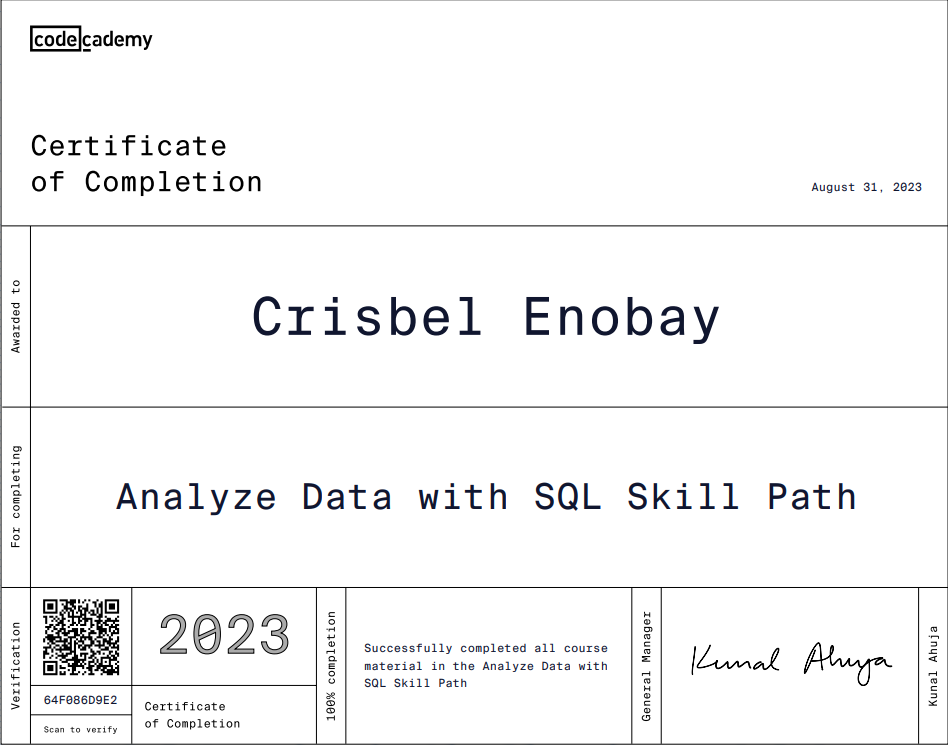 codecademy
Certificate
of Completion
August 31, 2023
Awarded to
Crisbel Enobay
For completing
Analyze Data with SQL Skill Path
Verification
64F086D9E2
Scan to verify
2023
Certificate
of Completion
100% completion
Successfully completed all course
material in the Analyze Data with
SQL Skill Path
General Manager
Kunal Ahuja
Kunal Ahuja